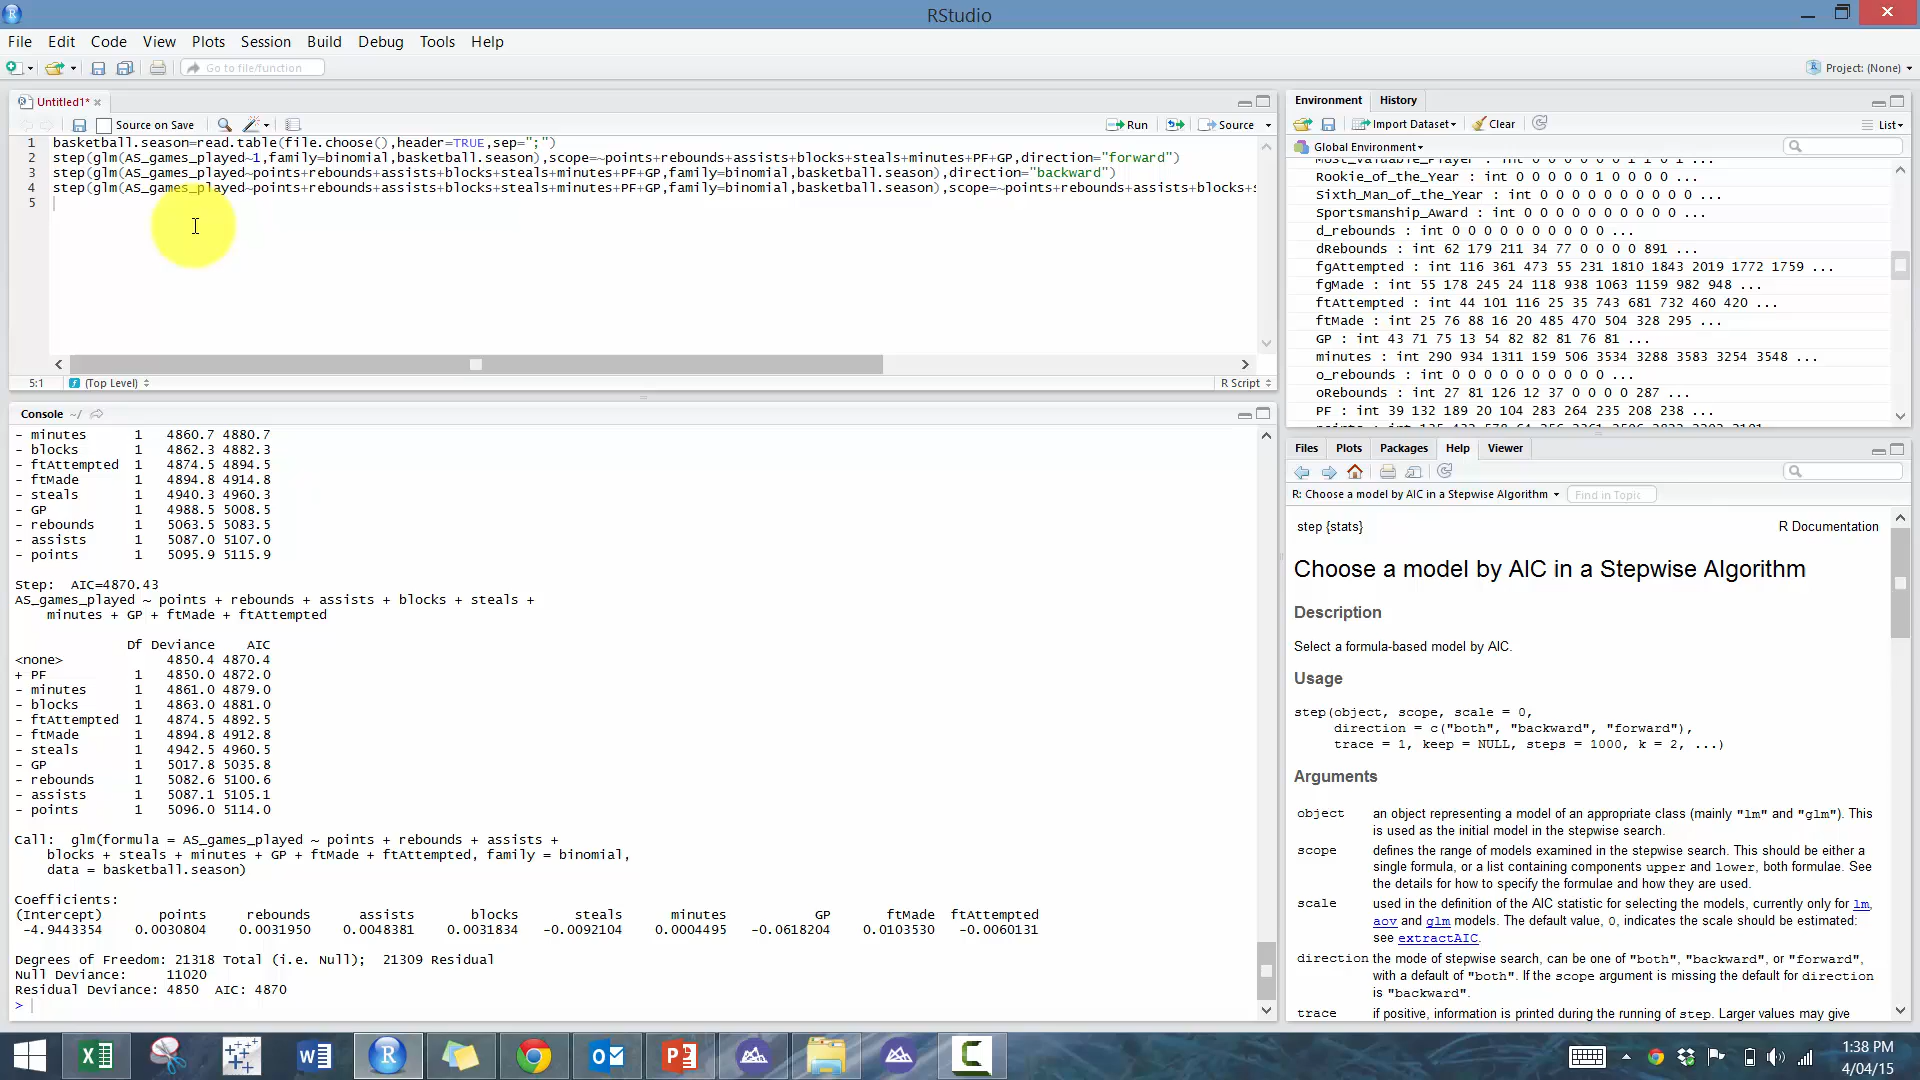 RStudio
File Edit Code View Plots Session Build Debug Tools Help
Go to file/function
Project: (None)
Untitled1*
Source on Save
Run
Source
1 basketball.season=read.table(file.choose(),header=TRUE,sep=";")
2 step(glm(AS_games_played~1,family=binomial,basketball.season),scope=~points+rebounds+assists+blocks+steals+minutes+PF+GP,direction="forward")
3 step(glm(AS_games_played~points+rebounds+assists+blocks+steals+minutes+PF+GP,family=binomial,basketball.season),direction="backward")
4 step(glm(AS_games_played~points+rebounds+assists+blocks+steals+minutes+PF+GP,family=binomial,basketball.season),scope=~points+rebounds+assists+blocks+s
5
5:1 (Top Level) R Script
Console ~/
- minutes 1 4860.7 4880.7
- blocks 1 4862.3 4882.3
- ftAttempted 1 4874.5 4894.5
- ftMade 1 4894.8 4914.8
- steals 1 4940.3 4960.3
- GP 1 4988.5 5008.5
- rebounds 1 5063.5 5083.5
- assists 1 5087.0 5107.0
- points 1 5095.9 5115.9
Step: AIC=4870.43
AS_games_played ~ points + rebounds + assists + blocks + steals +
minutes + GP + ftMade + ftAttempted
Df Deviance AIC
<none> 4850.4 4870.4
+ PF 1 4850.0 4872.0
- minutes 1 4861.0 4879.0
- blocks 1 4863.0 4881.0
- ftAttempted 1 4874.5 4892.5
- ftMade 1 4894.8 4912.8
- steals 1 4942.5 4960.5
- GP 1 5017.8 5035.8
- rebounds 1 5082.6 5100.6
- assists 1 5087.1 5105.1
- points 1 5096.0 5114.0
Call: glm(formula = AS_games_played ~ points + rebounds + assists +
blocks + steals + minutes + GP + ftMade + ftAttempted, family = binomial,
data = basketball.season)
Coefficients:
(Intercept) points rebounds assists blocks steals minutes GP ftMade ftAttempted
-4.9443354 0.0030804 0.0031950 0.0048381 0.0031834 -0.0092104 0.0004495 -0.0618204 0.0103530 -0.0060131
Degrees of Freedom: 21318 Total (i.e. Null); 21309 Residual
Null Deviance: 11020
Residual Deviance: 4850 AIC: 4870
>
Environment History
Import Dataset Clear List
Global Environment
Most_Valuable_Player : int 0 0 0 0 0 1 1 0 1 ...
Rookie_of_the_Year : int 0 0 0 0 0 1 0 0 0 0 ...
Sixth_Man_of_the_Year : int 0 0 0 0 0 0 0 0 0 0 ...
Sportsmanship_Award : int 0 0 0 0 0 0 0 0 0 0 ...
d_rebounds : int 0 0 0 0 0 0 0 0 0 0 ...
dRebounds : int 62 179 211 34 77 0 0 0 0 891 ...
fgAttempted : int 116 361 473 55 231 1810 1843 2019 1772 1759 ...
fgMade : int 55 178 245 24 118 938 1063 1159 982 948 ...
ftAttempted : int 44 101 116 25 35 743 681 732 460 420 ...
ftMade : int 25 76 88 16 20 485 470 504 328 295 ...
GP : int 43 71 75 13 54 82 82 81 76 81 ...
minutes : int 290 934 1311 159 506 3534 3288 3583 3254 3548 ...
o_rebounds : int 0 0 0 0 0 0 0 0 0 0 ...
oRebounds : int 27 81 126 12 37 0 0 0 0 287 ...
PF : int 39 132 189 20 104 283 264 235 208 238 ...
Files Plots Packages Help Viewer
R: Choose a model by AIC in a Stepwise Algorithm Find in Topic
step {stats} R Documentation
Choose a model by AIC in a Stepwise Algorithm
Description
Select a formula-based model by AIC.
Usage
step(object, scope, scale = 0,
direction = c("both", "backward", "forward"),
trace = 1, keep = NULL, steps = 1000, k = 2, ...)
Arguments
object an object representing a model of an appropriate class (mainly "lm" and "glm"). This
is used as the initial model in the stepwise search.
scope defines the range of models examined in the stepwise search. This should be either a
single formula, or a list containing components upper and lower, both formulae. See
the details for how to specify the formulae and how they are used.
scale used in the definition of the AIC statistic for selecting the models, currently only for lm,
aov and glm models. The default value, 0, indicates the scale should be estimated:
see extractAIC.
direction the mode of stepwise search, can be one of "both", "backward", or "forward",
with a default of "both". If the scope argument is missing the default for direction
is "backward".
trace if positive, information is printed during the running of step. Larger values may give
1:38 PM
4/04/15